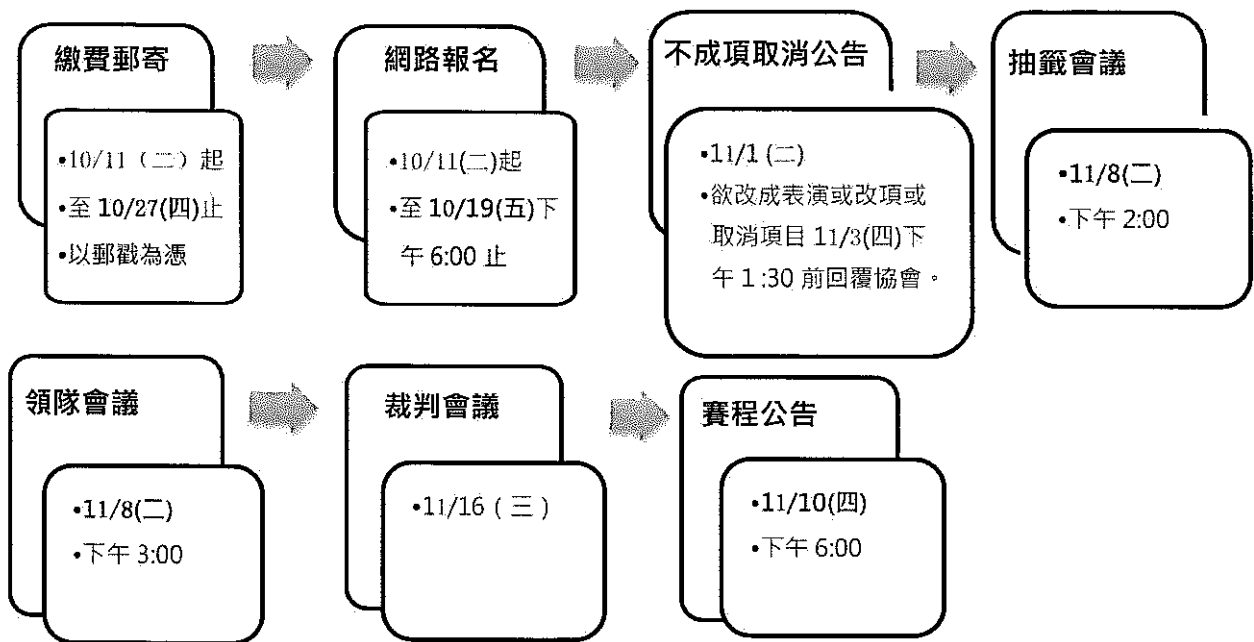 繳費郵寄
•10/11（二）起
•至 10/27(四)止
•以郵戳為憑
網路報名
•10/11(二)起
•至 10/19(五)下
午 6:00 止
不成項取消公告
•11/1 (二)
•欲改成表演或改項或
取消項目 11/3(四)下
午 1 :30 前回覆協會。
抽籤會議
•11/8(二)
•下午 2:00
領隊會議
•11/8(二)
•下午 3:00
裁判會議
•11/16 ( 三 )
賽程公告
•11/10(四)
•下午 6:00